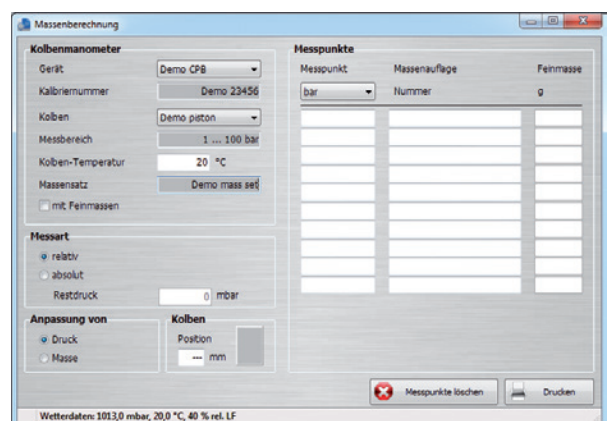 Massenberechnung
Kolbenmanometer
Gerät Demo CPB
Kalibriernummer Demo 23456
Kolben Demo piston
Messbereich 1 ... 100 bar
Kolben-Temperatur 20 °C
Massensatz Demo mass set
mit Feinmassen
Messart
relativ
absolut
Restdruck 0 mbar
Anpassung von
Druck
Masse
Kolben
Position
--- mm
Messpunkte
Messpunkt Massenauflage Feinmasse
bar Nummer g
Messpunkte löschen Drucken
Wetterdaten: 1013,0 mbar, 20,0 °C, 40 % rel. LF